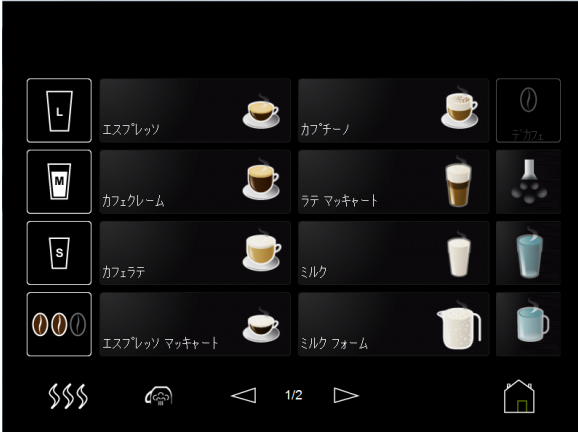 L
エスプレッソ
カプチーノ
デカフェ
M
カフェクレーム
ラテ マッキャート
S
カフェラテ
ミルク
エスプレッソ マッキャート
ミルク フォーム
1/2